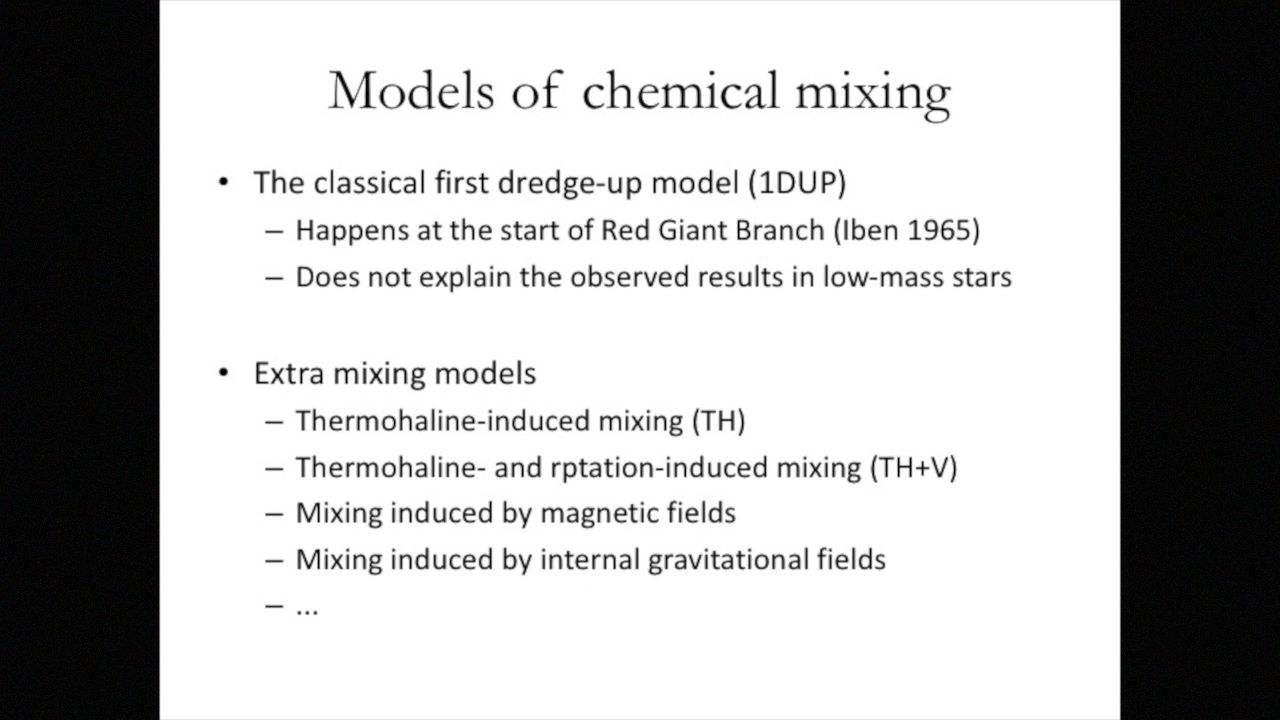 Models of chemical mixing
• The classical first dredge-up model (1DUP)
– Happens at the start of Red Giant Branch (Iben 1965)
– Does not explain the observed results in low-mass stars
• Extra mixing models
– Thermohaline-induced mixing (TH)
– Thermohaline- and rptation-induced mixing (TH+V)
– Mixing induced by magnetic fields
– Mixing induced by internal gravitational fields
– ...